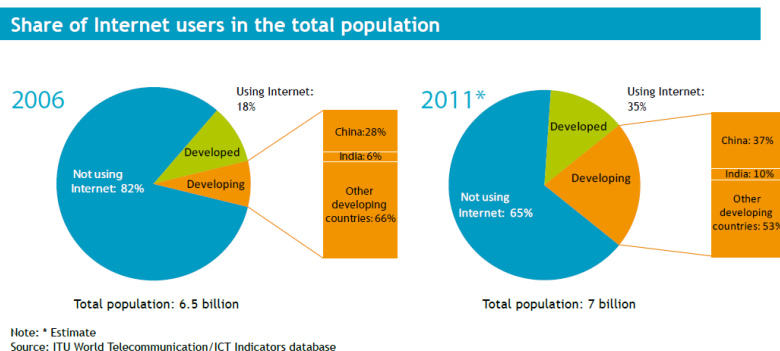 Share of Internet users in the total population
2006
Using Internet:
18%
Developed
Developing
Not using
Internet: 82%
China:28%
India: 6%
Other
developing
countries:66%
Total population: 6.5 billion
2011*
Using Internet:
35%
Developed
Developing
Not using
Internet: 65%
China: 37%
India: 10%
Other
developing
countries: 53%
Total population: 7 billion
Note: * Estimate
Source: ITU World Telecommunication/ICT Indicators database